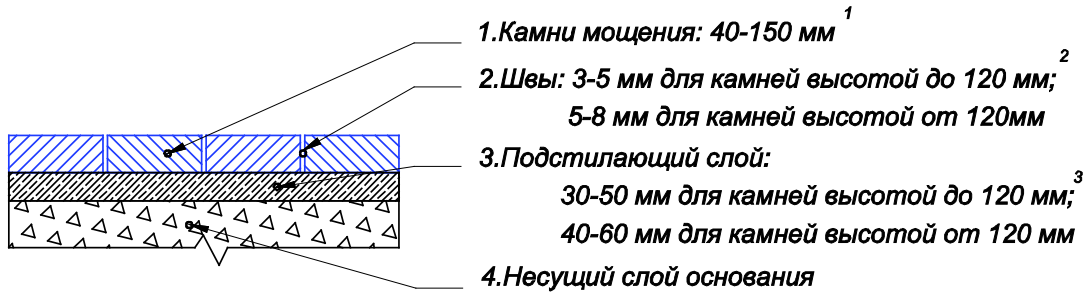 1.Камни мощения: 40-150 мм ¹
2.Швы: 3-5 мм для камней высотой до 120 мм; ²
5-8 мм для камней высотой от 120мм
3.Подстилающий слой:
30-50 мм для камней высотой до 120 мм; ³
40-60 мм для камней высотой от 120 мм
4.Несущий слой основания